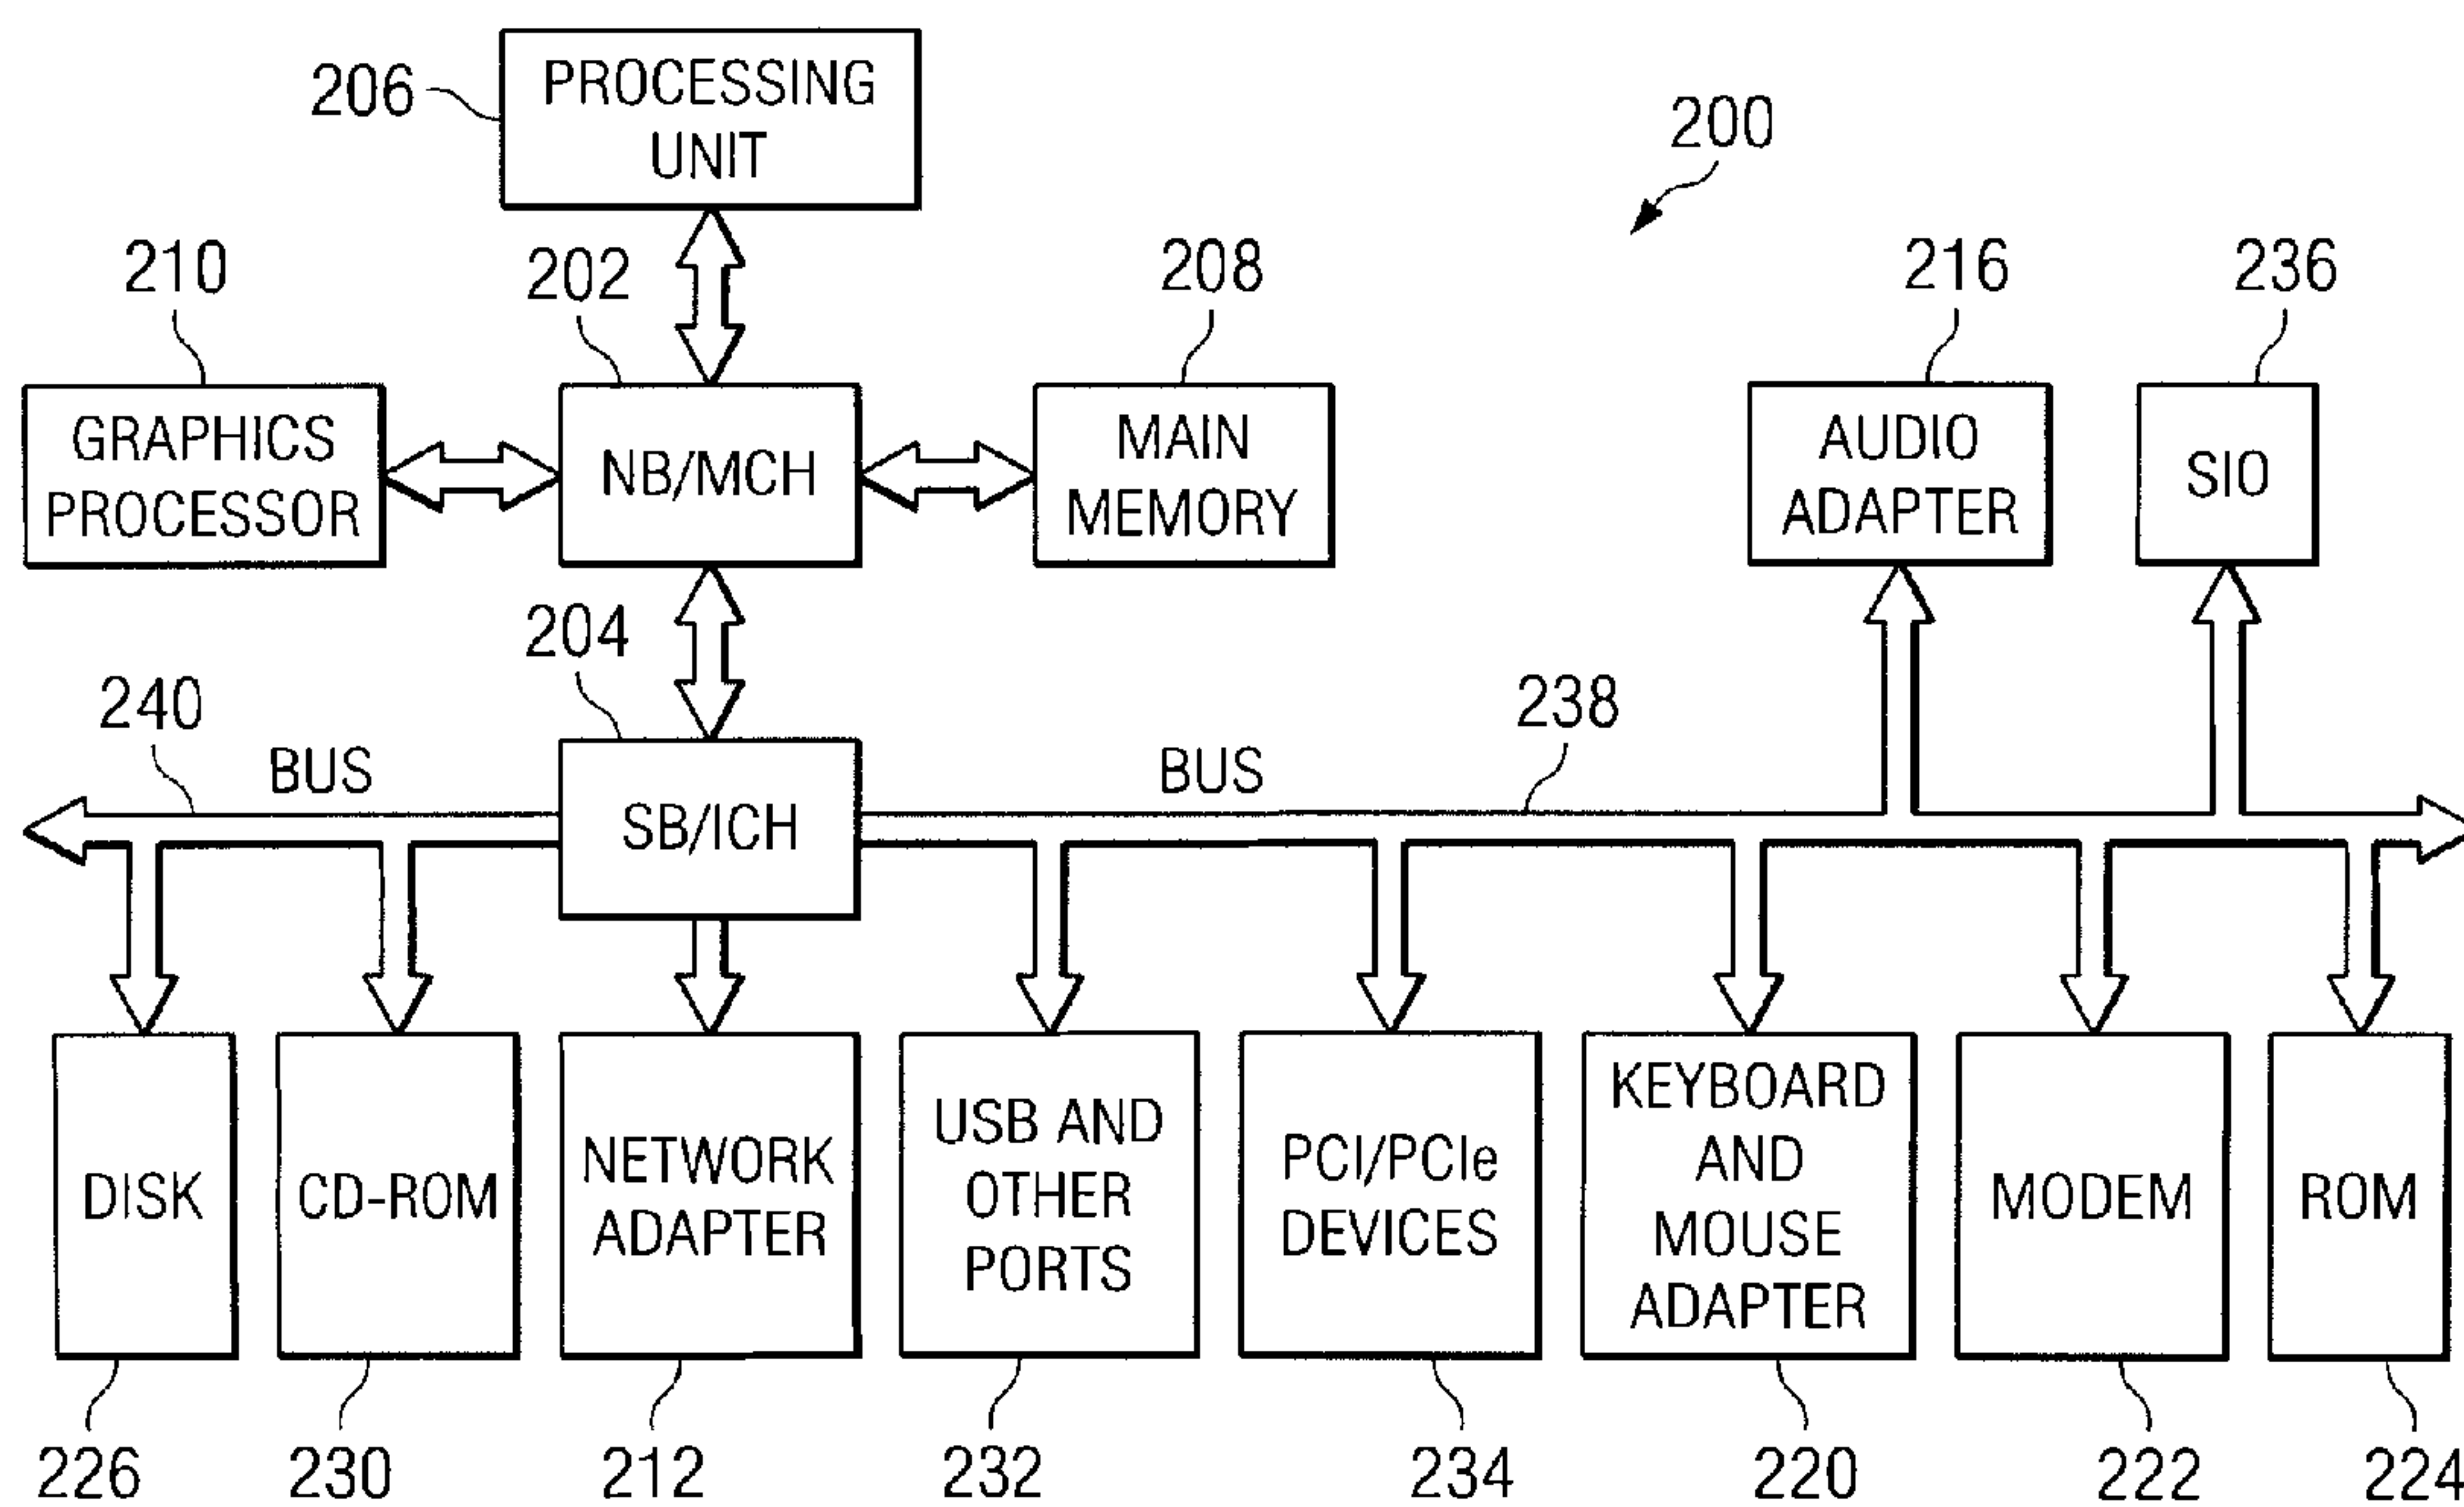 206
PROCESSING
UNIT
200
210
202
208
216
236
GRAPHICS
PROCESSOR
NB/MCH
MAIN
MEMORY
AUDIO
ADAPTER
SIO
204
240
BUS
SB/ICH
BUS
238
DISK
CD-ROM
NETWORK
ADAPTER
USB AND
OTHER
PORTS
PCI/PCIe
DEVICES
KEYBOARD
AND
MOUSE
ADAPTER
MODEM
ROM
226
230
212
232
234
220
222
224